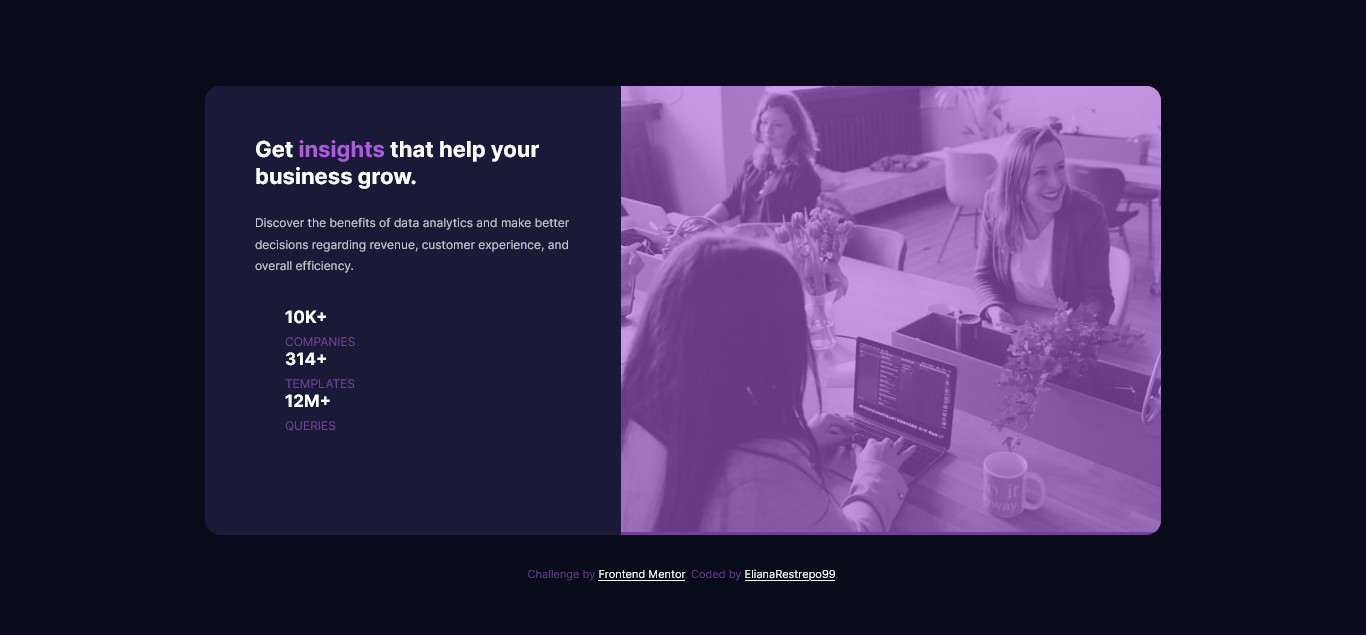 Get insights that help your
business grow.
Discover the benefits of data analytics and make better
decisions regarding revenue, customer experience, and
overall efficiency.
10K+
COMPANIES
314+
TEMPLATES
12M+
QUERIES
Challenge by Frontend Mentor. Coded by ElianaRestrepo99.